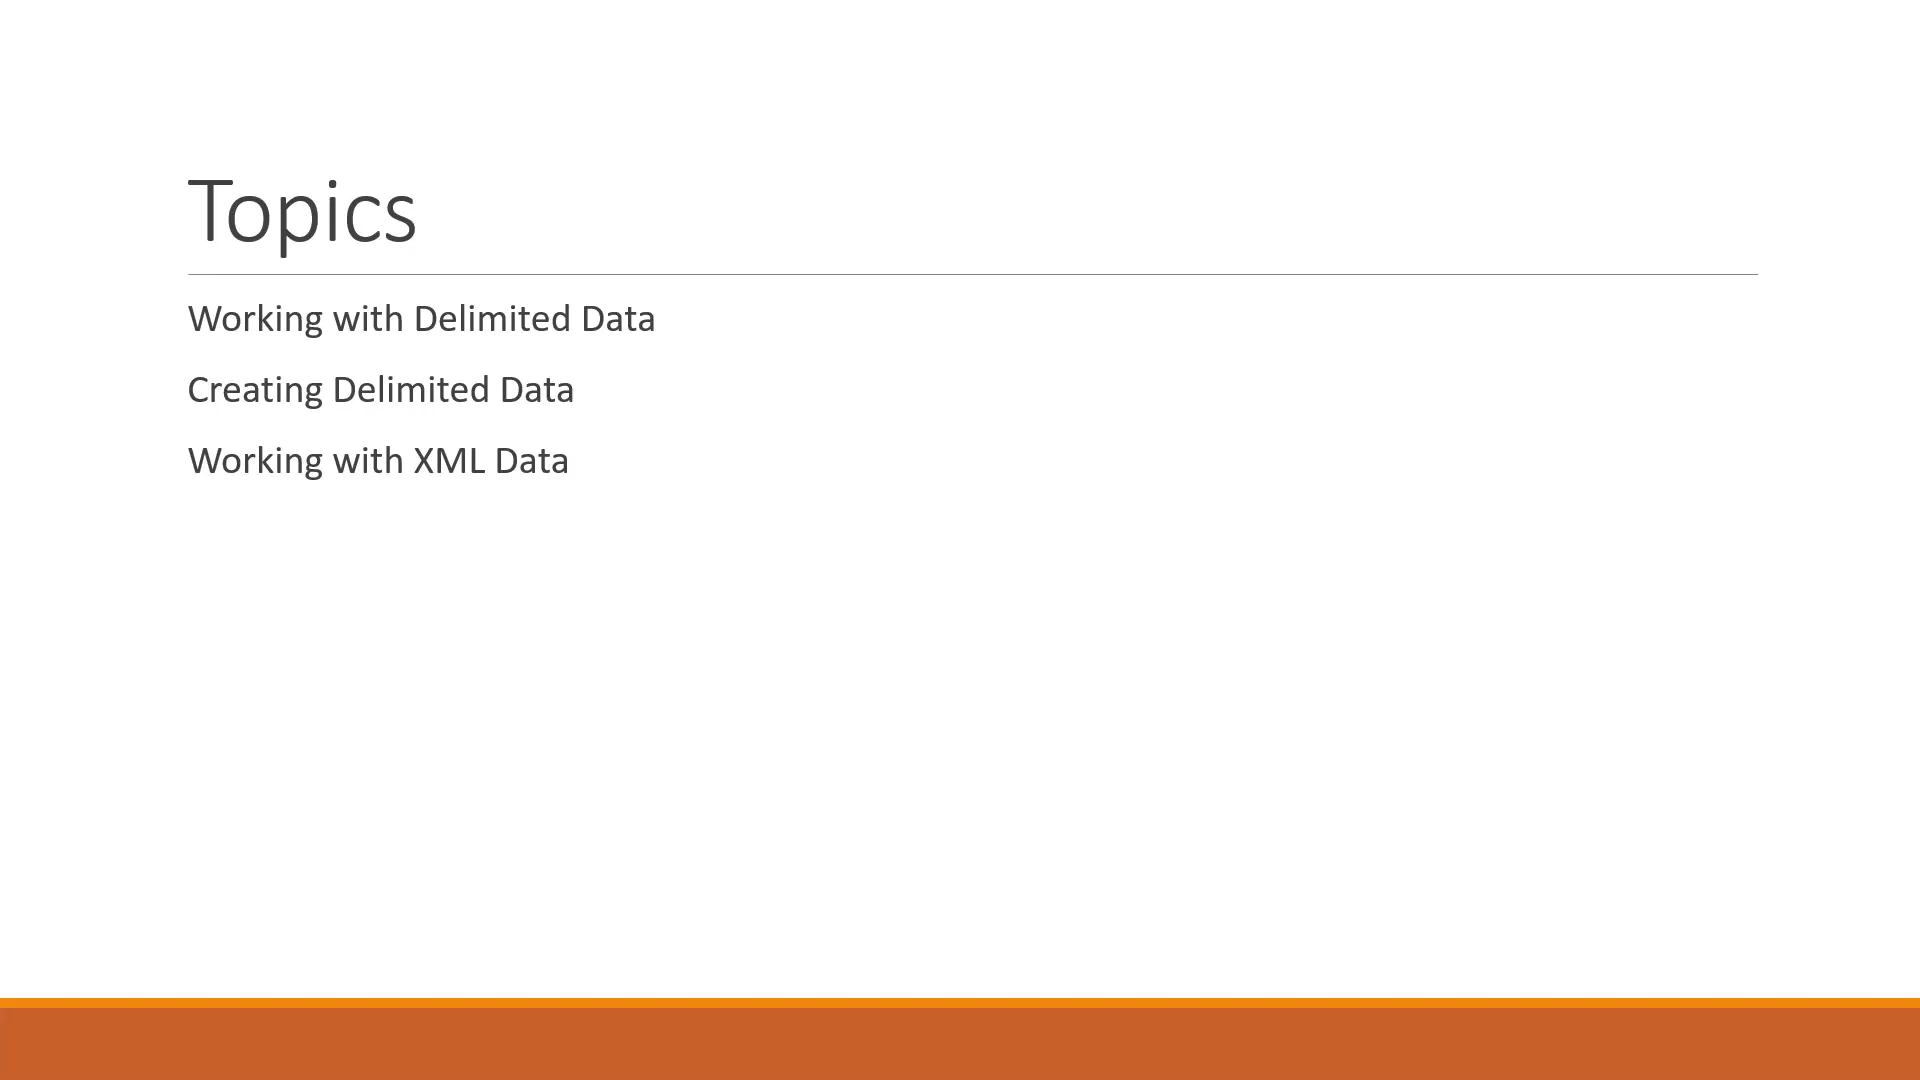 Topics
Working with Delimited Data
Creating Delimited Data
Working with XML Data